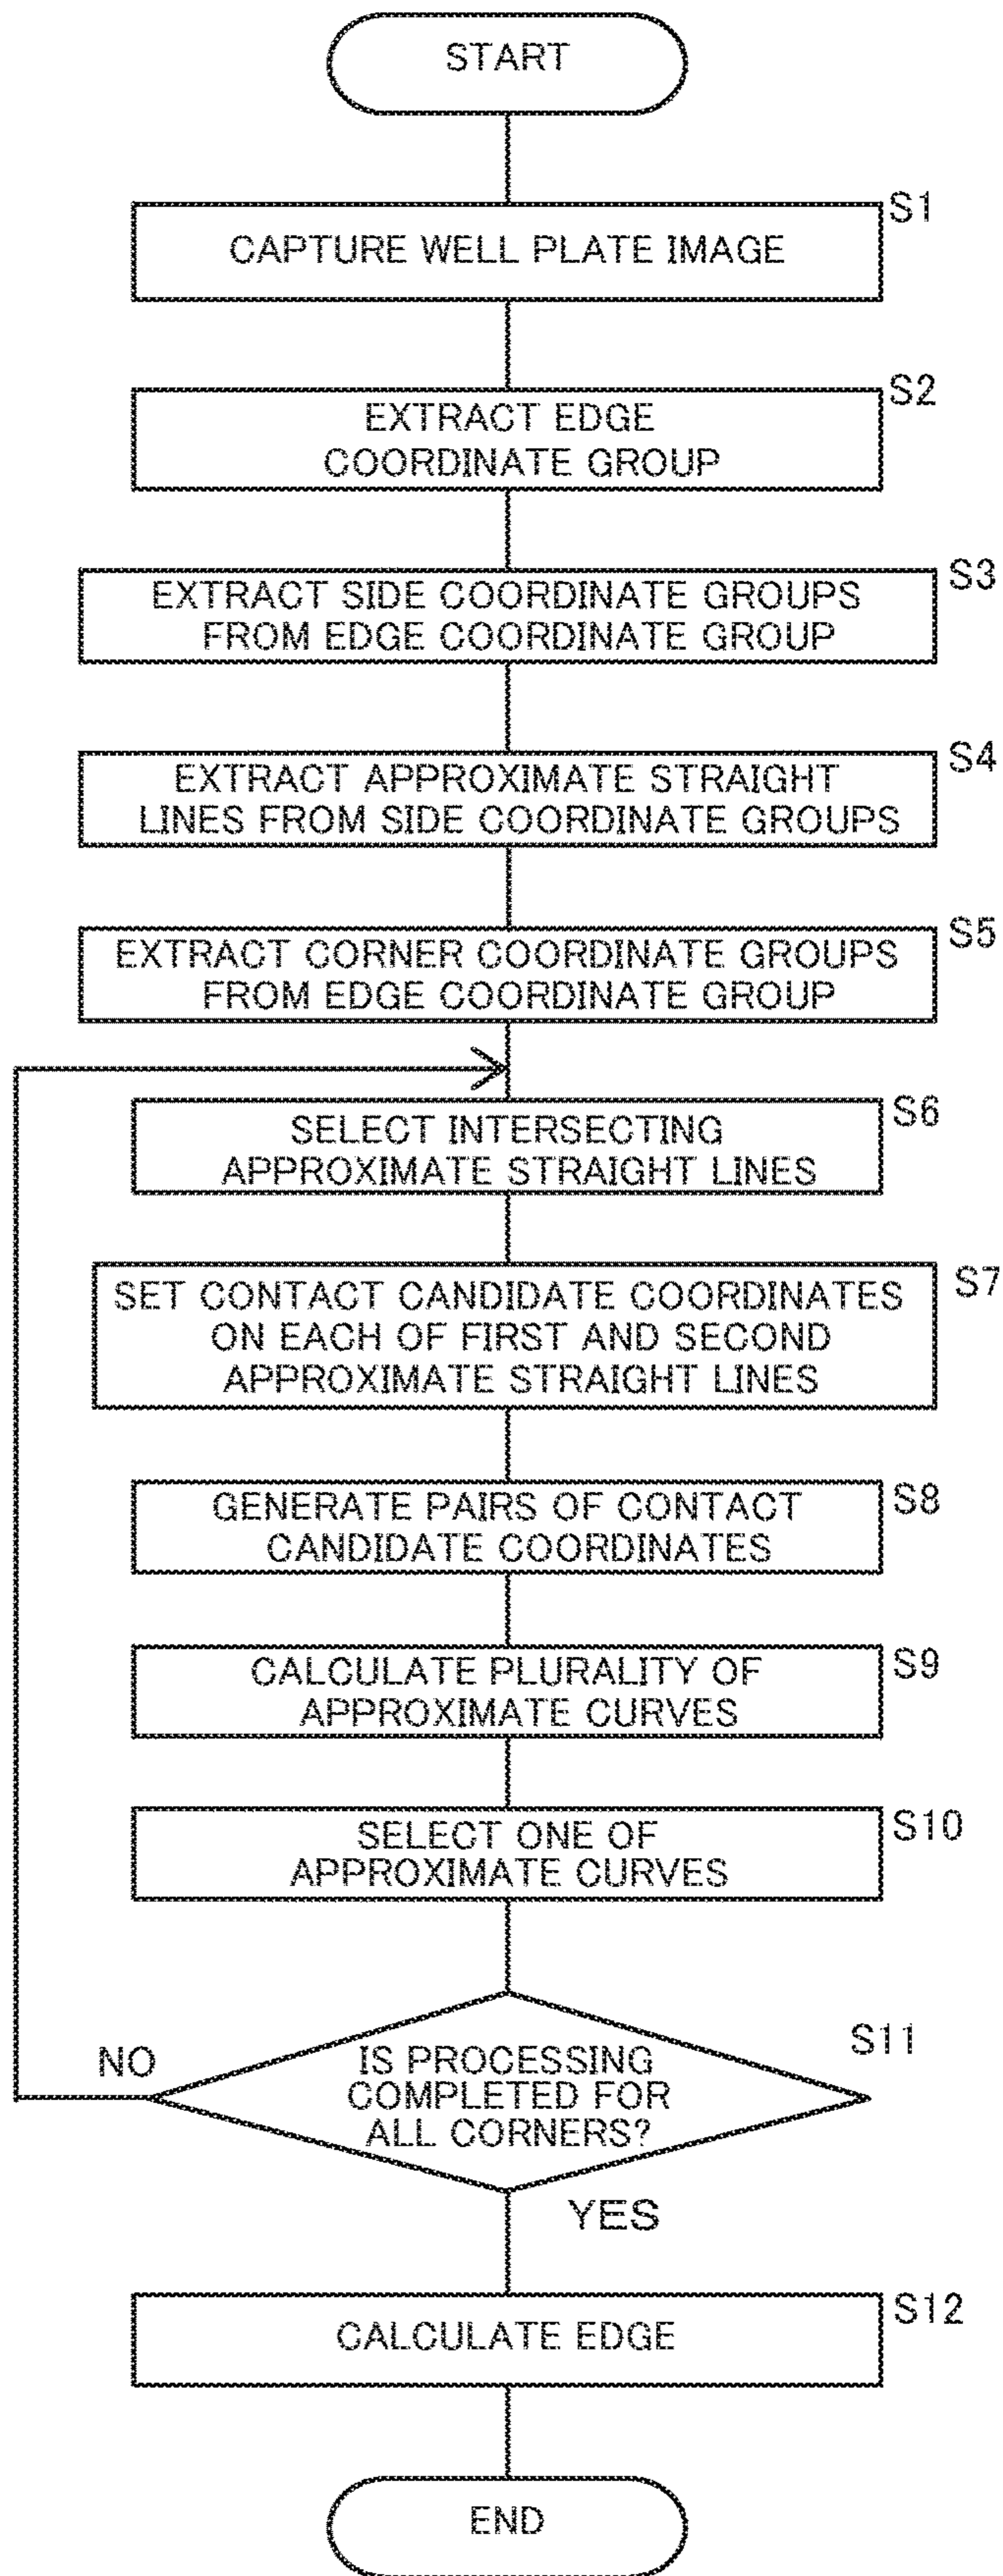 START
S1
CAPTURE WELL PLATE IMAGE
S2
EXTRACT EDGE
COORDINATE GROUP
S3
EXTRACT SIDE COORDINATE GROUPS
FROM EDGE COORDINATE GROUP
S4
EXTRACT APPROXIMATE STRAIGHT
LINES FROM SIDE COORDINATE GROUPS
S5
EXTRACT CORNER COORDINATE GROUPS
FROM EDGE COORDINATE GROUP
S6
SELECT INTERSECTING
APPROXIMATE STRAIGHT LINES
S7
SET CONTACT CANDIDATE COORDINATES
ON EACH OF FIRST AND SECOND
APPROXIMATE STRAIGHT LINES
S8
GENERATE PAIRS OF CONTACT
CANDIDATE COORDINATES
S9
CALCULATE PLURALITY OF
APPROXIMATE CURVES
S10
SELECT ONE OF
APPROXIMATE CURVES
S11
NO
IS PROCESSING
COMPLETED FOR
ALL CORNERS?
YES
S12
CALCULATE EDGE
END